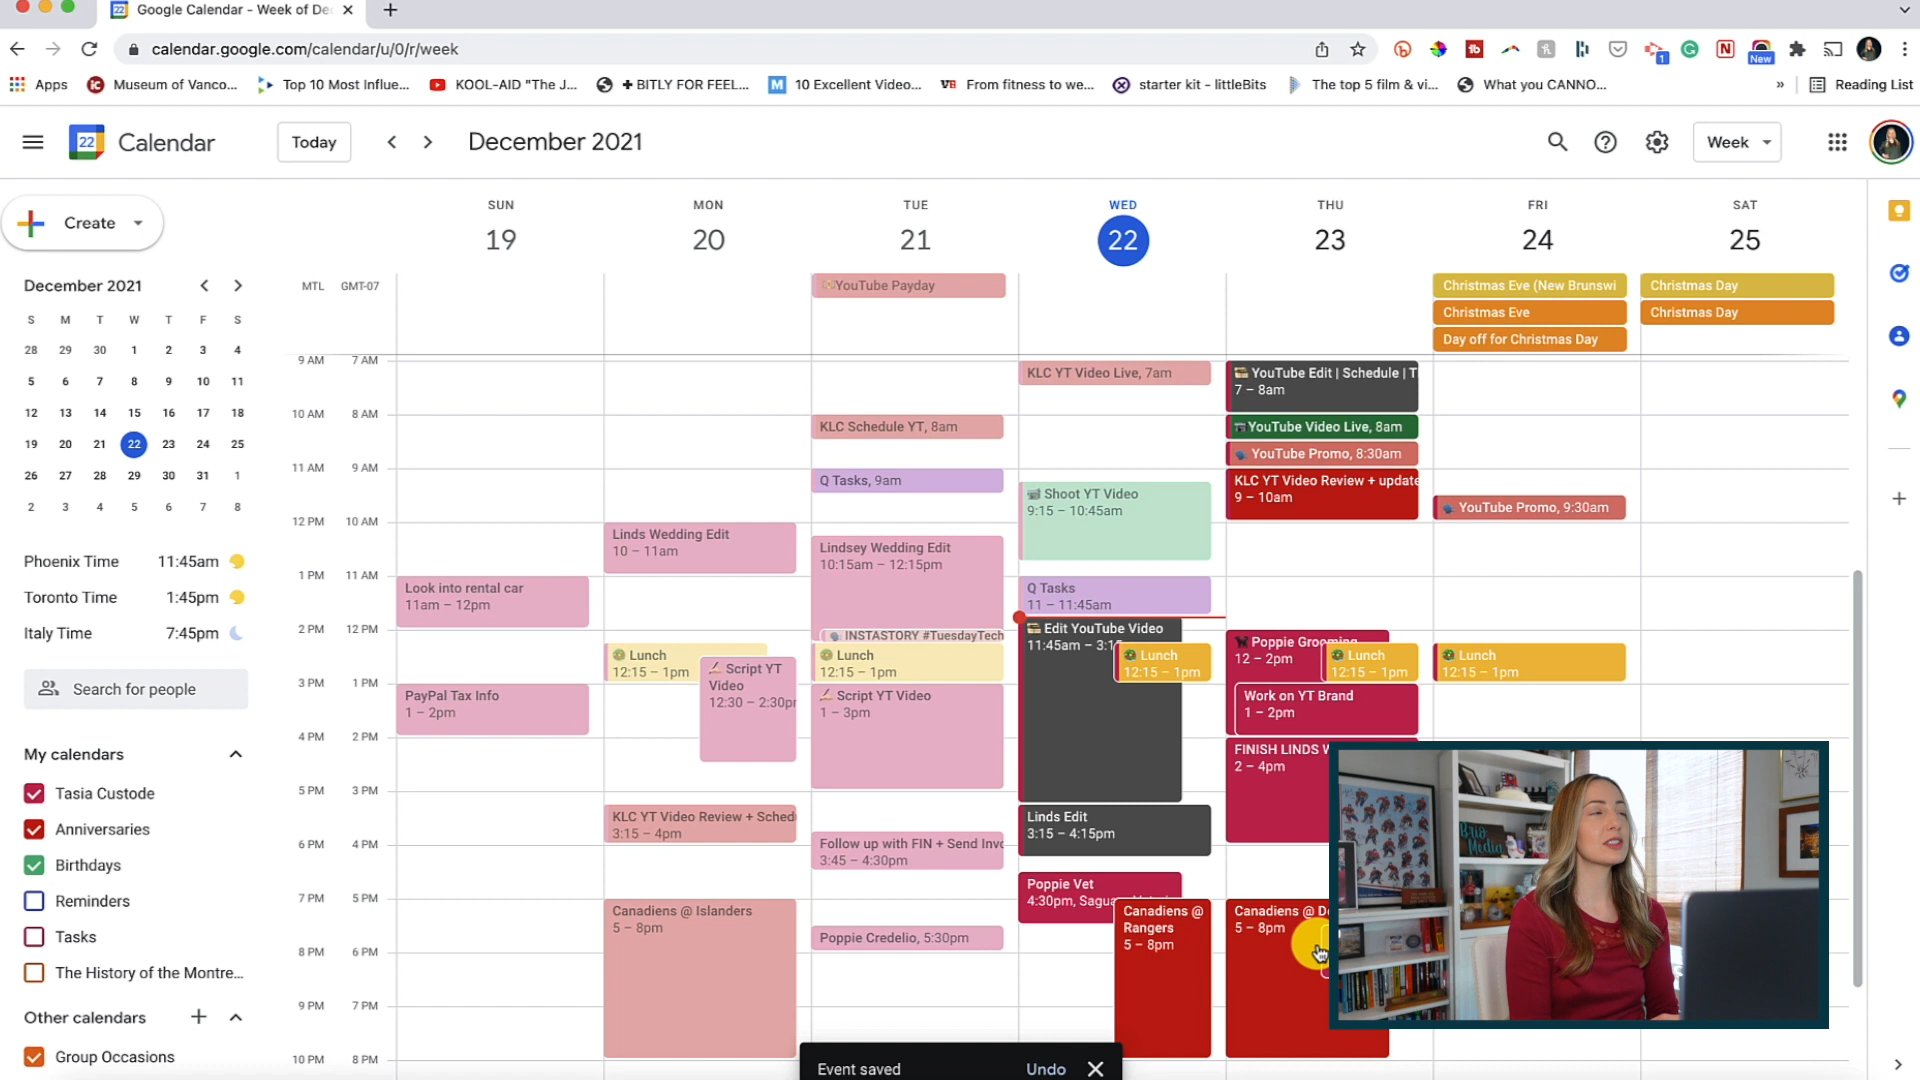 Google Calendar - Week of De
calendar.google.com/calendar/u/0/r/week
New
1
Apps
Museum of Vanco...
Top 10 Most Influe...
KOOL-AID "The J...
+ BITLY FOR FEEL...
10 Excellent Video...
From fitness to we...
starter kit - littleBits
The top 5 film & vi...
What you CANNO...
»
Reading List
22
Calendar
Today
December 2021
Week
Create
SUN
19
MON
20
TUE
21
WED
22
THU
23
FRI
24
SAT
25
December 2021
S M T W T F S
28 29 30 1 2 3 4
5 6 7 8 9 10 11
12 13 14 15 16 17 18
19 20 21 22 23 24 25
26 27 28 29 30 31 1
2 3 4 5 6 7 8
Phoenix Time 11:45am
Toronto Time 1:45pm
Italy Time 7:45pm
Search for people
My calendars
Tasia Custode
Anniversaries
Birthdays
Reminders
Tasks
The History of the Montre...
Other calendars
Group Occasions
MTL GMT-07
9 AM 7 AM
10 AM 8 AM
11 AM 9 AM
12 PM 10 AM
1 PM 11 AM
2 PM 12 PM
3 PM 1 PM
4 PM 2 PM
5 PM 3 PM
6 PM 4 PM
7 PM 5 PM
8 PM 6 PM
9 PM 7 PM
10 PM 8 PM
Look into rental car
11am – 12pm
PayPal Tax Info
1 – 2pm
Linds Wedding Edit
10 – 11am
Lunch
12:15 – 1pm
Script YT
Video
12:30 – 2:30pr
KLC YT Video Review + Sched
3:15 – 4pm
Canadiens @ Islanders
5 – 8pm
YouTube Payday
KLC Schedule YT, 8am
Q Tasks, 9am
Lindsey Wedding Edit
10:15am – 12:15pm
INSTASTORY #TuesdayTech
Lunch
12:15 – 1pm
Script YT Video
1 – 3pm
Follow up with FIN + Send Invo
3:45 – 4:30pm
Poppie Credelio, 5:30pm
KLC YT Video Live, 7am
Shoot YT Video
9:15 – 10:45am
Q Tasks
11 – 11:45am
Edit YouTube Video
11:45am – 3:1
Lunch
12:15 – 1pm
Linds Edit
3:15 – 4:15pm
Poppie Vet
4:30pm, Sagua
Canadiens @
Rangers
5 – 8pm
YouTube Edit | Schedule | T
7 – 8am
YouTube Video Live, 8am
YouTube Promo, 8:30am
KLC YT Video Review + update
9 – 10am
Poppie Grooming
12 – 2pm
Lunch
12:15 – 1pm
Work on YT Brand
1 – 2pm
FINISH LINDS W
2 – 4pm
Canadiens @ D
5 – 8pm
Christmas Eve (New Brunswi
Christmas Eve
Day off for Christmas Day
YouTube Promo, 9:30am
Lunch
12:15 – 1pm
Christmas Day
Christmas Day
Brio
Media
Event saved
Undo